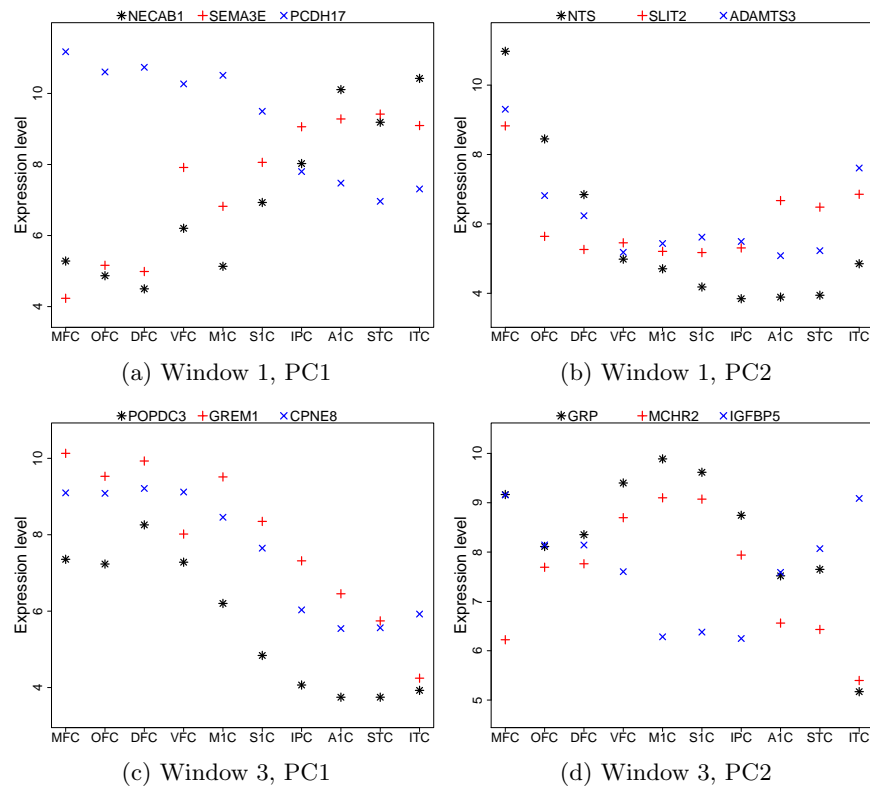 NECAB1 SEMA3E PCDH17
Expression level
4 6 8 10
MFC OFC DFC VFC M1C S1C IPC A1C STC ITC
(a) Window 1, PC1
NTS SLIT2 ADAMTS3
Expression level
4 6 8 10
MFC OFC DFC VFC M1C S1C IPC A1C STC ITC
(b) Window 1, PC2
POPDC3 GREM1 CPNE8
Expression level
4 6 8 10
MFC OFC DFC VFC M1C S1C IPC A1C STC ITC
(c) Window 3, PC1
GRP MCHR2 IGFBP5
Expression level
5 6 7 8 9 10
MFC OFC DFC VFC M1C S1C IPC A1C STC ITC
(d) Window 3, PC2